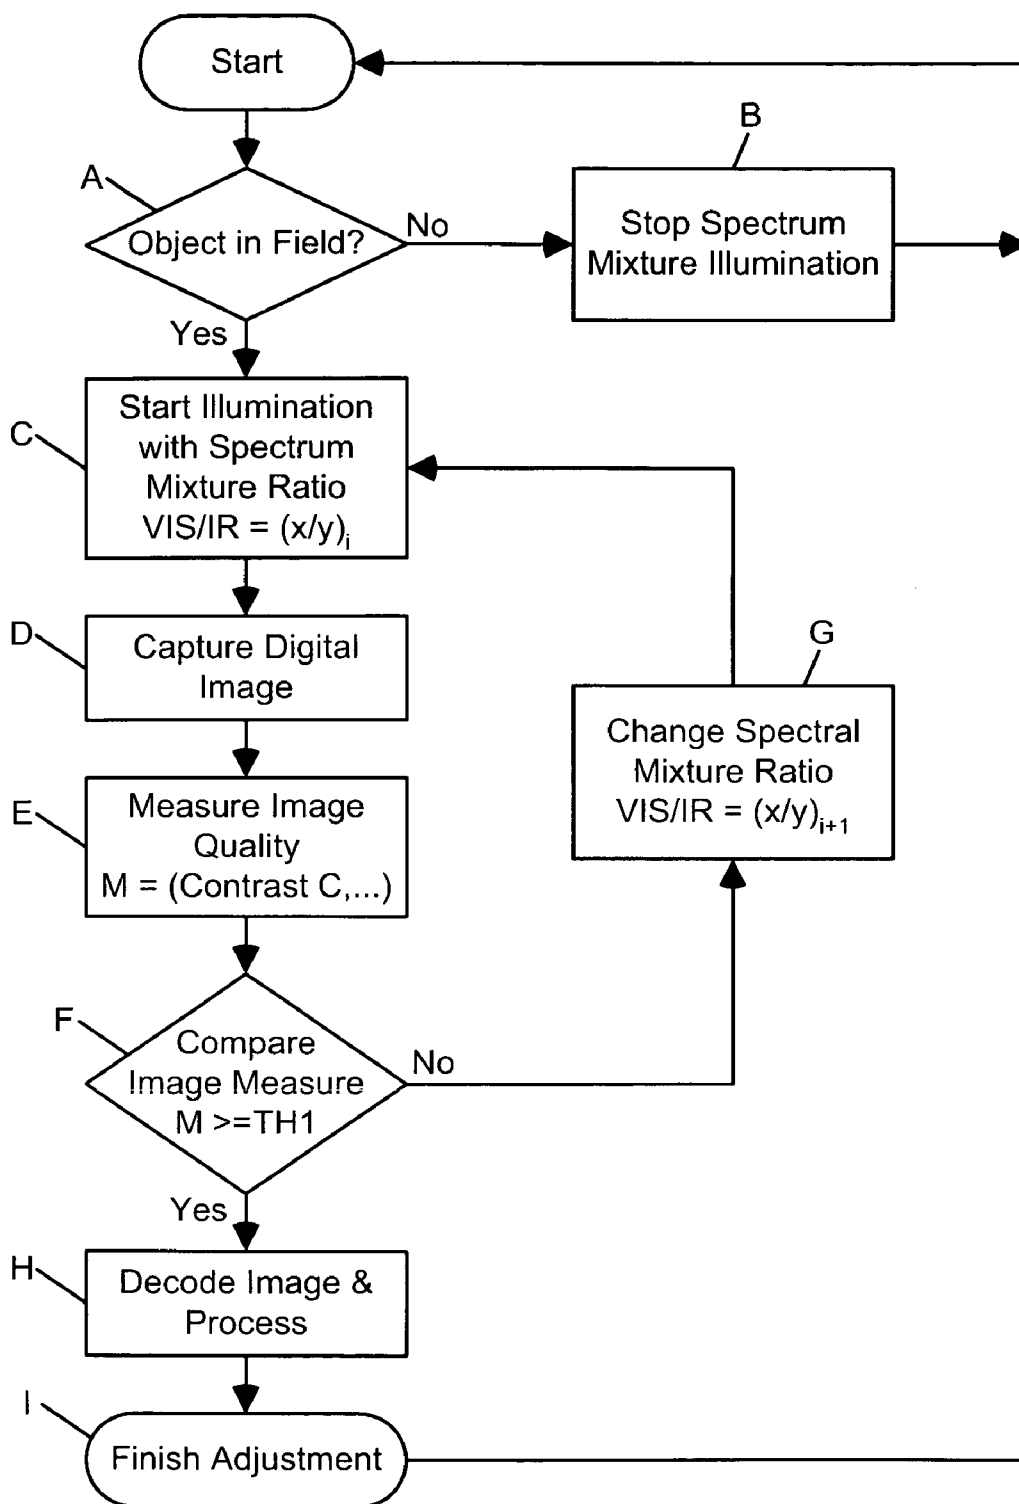 Start
A
Object in Field?
No
B
Stop Spectrum
Mixture Illumination
Yes
C
Start Illumination
with Spectrum
Mixture Ratio
VIS/IR = (x/y)i
D
Capture Digital
Image
G
Change Spectral
Mixture Ratio
VIS/IR = (x/y)i+1
E
Measure Image
Quality
M = (Contrast C,...)
F
Compare
Image Measure
M >=TH1
No
Yes
H
Decode Image &
Process
I
Finish Adjustment